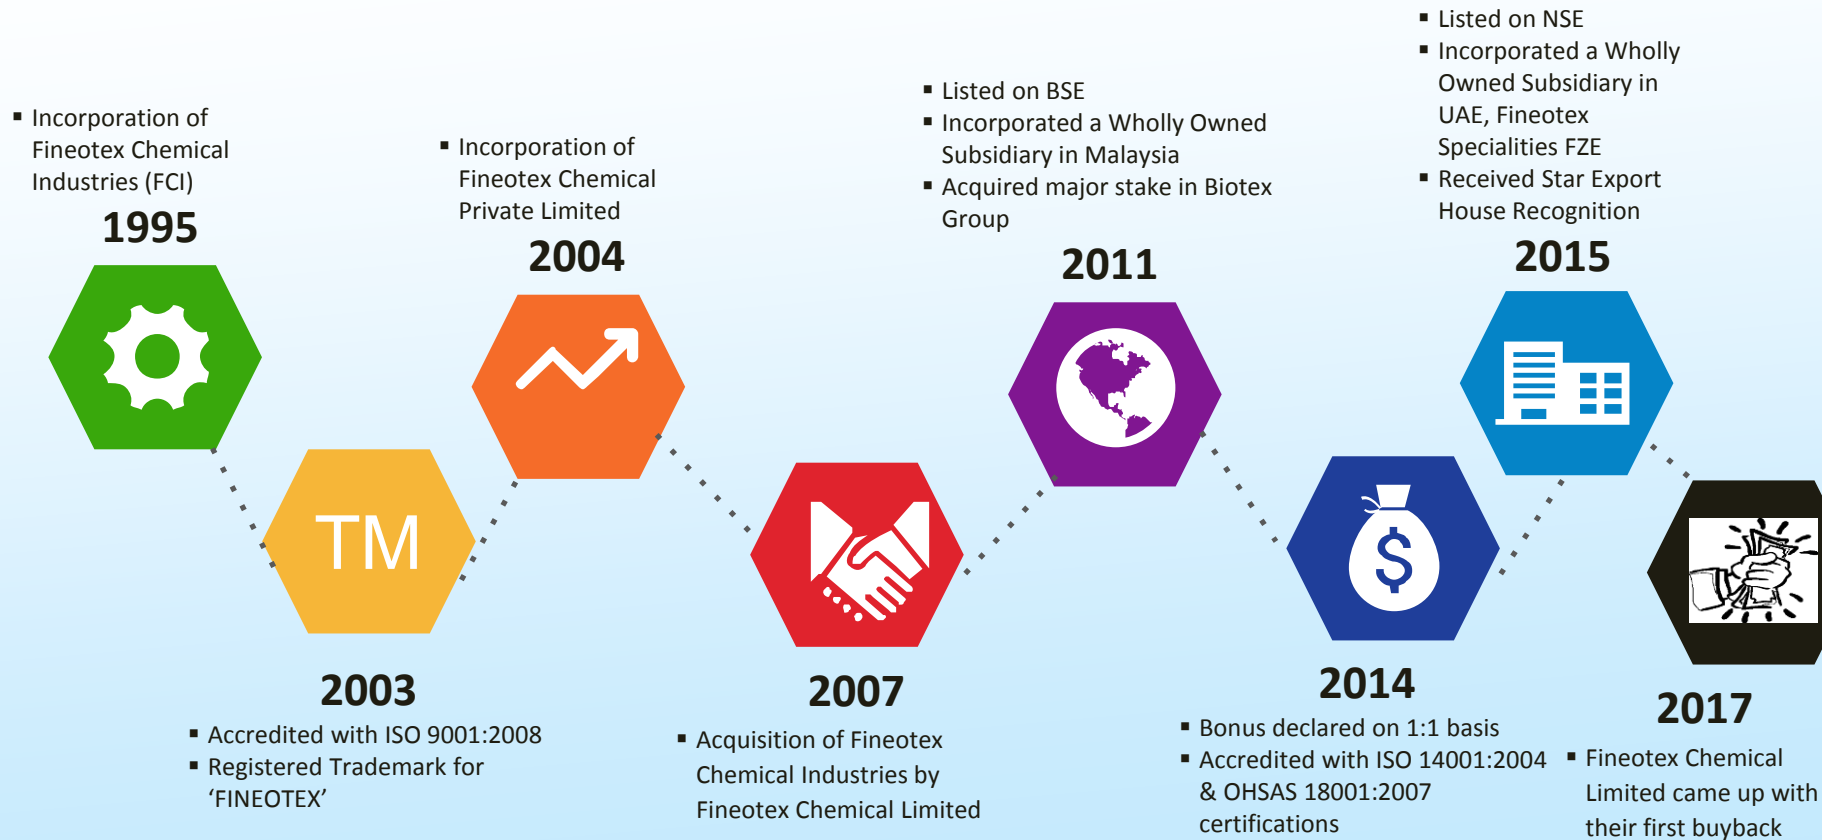 ▪ Incorporation of
Fineotex Chemical
Industries (FCI)
1995
TM
2003
▪ Accredited with ISO 9001:2008
▪ Registered Trademark for
‘FINEOTEX’
▪ Incorporation of
Fineotex Chemical
Private Limited
2004
2007
▪ Acquisition of Fineotex
Chemical Industries by
Fineotex Chemical Limited
▪ Listed on BSE
▪ Incorporated a Wholly Owned
Subsidiary in Malaysia
▪ Acquired major stake in Biotex
Group
2011
$
2014
▪ Bonus declared on 1:1 basis
▪ Accredited with ISO 14001:2004
& OHSAS 18001:2007
certifications
▪ Listed on NSE
▪ Incorporated a Wholly
Owned Subsidiary in
UAE, Fineotex
Specialities FZE
▪ Received Star Export
House Recognition
2015
2017
▪ Fineotex Chemical
Limited came up with
their first buyback